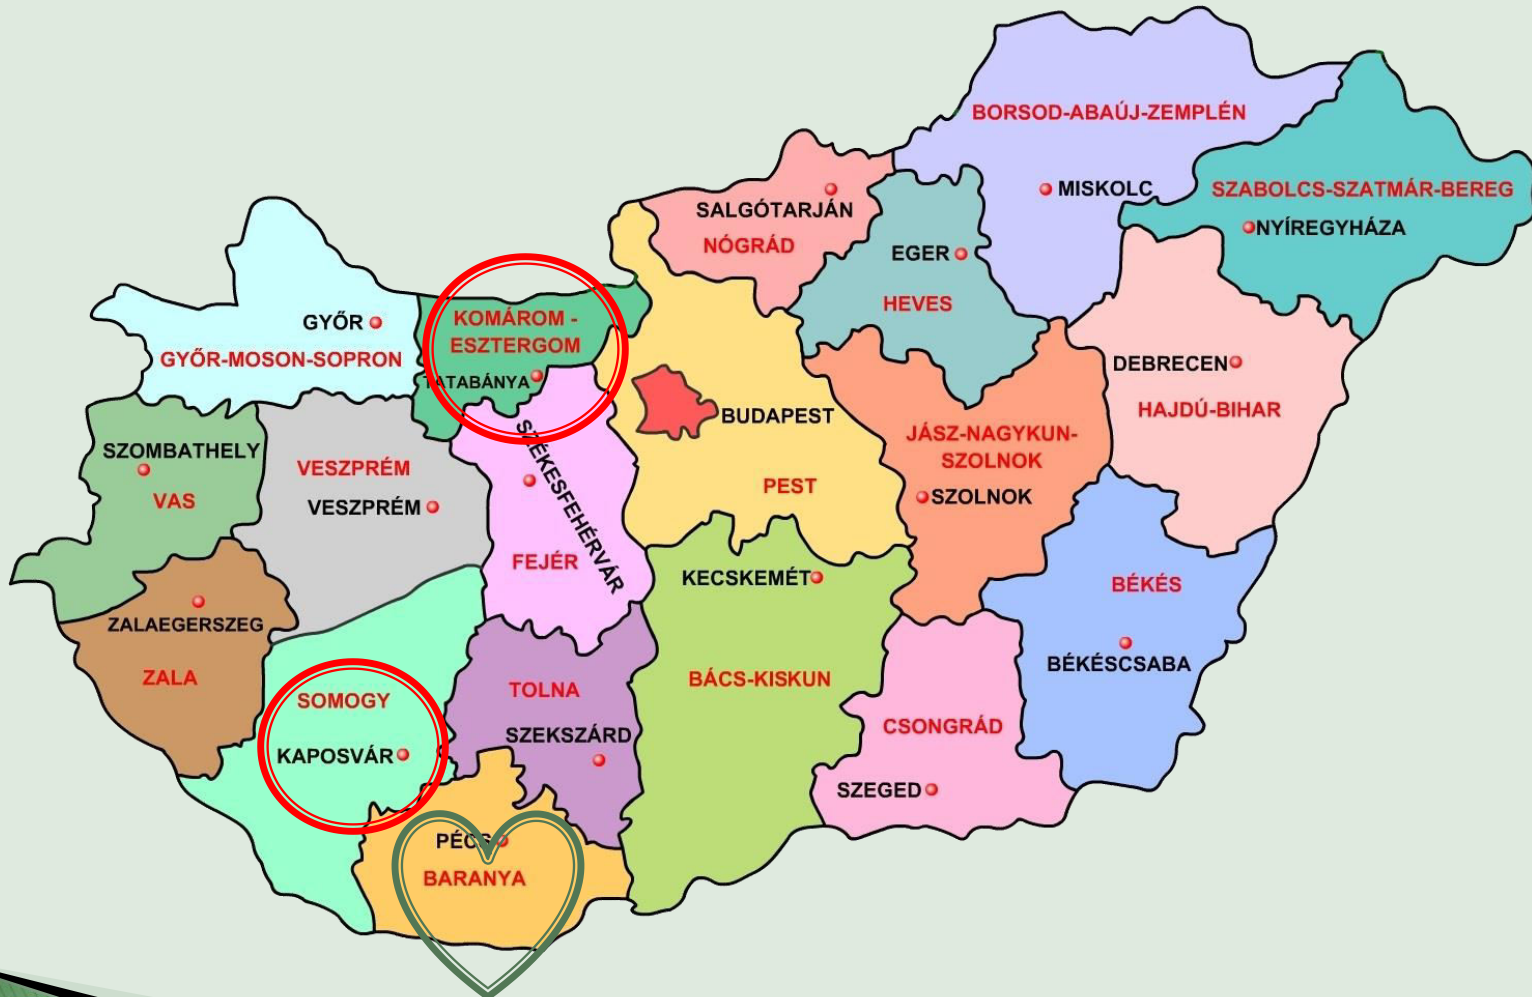 BORSOD-ABAÚJ-ZEMPLÉN
MISKOLC
SZABOLCS-SZATMÁR-BEREG
NYÍREGYHÁZA
SALGÓTARJÁN
NÓGRÁD
EGER
HEVES
GYŐR
GYŐR-MOSON-SOPRON
KOMÁROM -
ESZTERGOM
TATABÁNYA
DEBRECEN
HAJDÚ-BIHAR
BUDAPEST
PEST
JÁSZ-NAGYKUN-
SZOLNOK
SZOLNOK
SZOMBATHELY
VAS
VESZPRÉM
VESZPRÉM
SZÉKESFEHÉRVÁR
FEJÉR
KECSKEMÉT
BÁCS-KISKUN
BÉKÉS
BÉKÉSCSABA
ZALAEGERSZEG
ZALA
SOMOGY
KAPOSVÁR
TOLNA
SZEKSZÁRD
CSONGRÁD
SZEGED
PÉCS
BARANYA